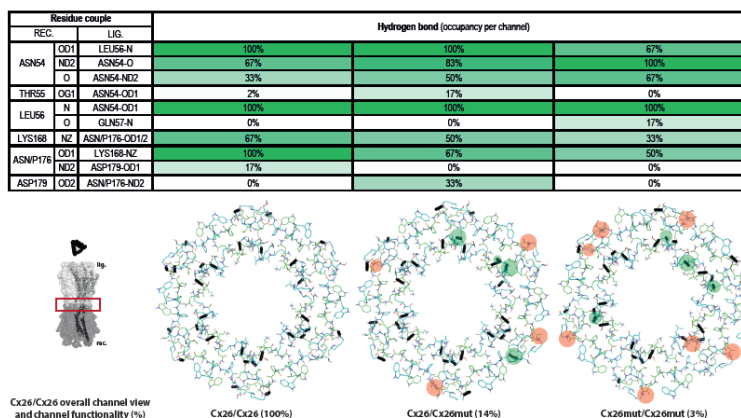 Residue couple
Hydrogen bond (occupancy per channel)
REC. LIG.
ASN54 OD1 LEU56-N 100% 100% 67%
ND2 ASN54-O 67% 83% 100%
O ASN54-ND2 33% 50% 67%
THR55 OG1 ASN54-OD1 2% 17% 0%
LEU56 N ASN54-OD1 100% 100% 100%
O GLN57-N 0% 0% 17%
LYS168 NZ ASN/P176-OD1/2 67% 50% 33%
ASN/P176 OD1 LYS168-NZ 100% 67% 50%
ND2 ASP179-OD1 17% 0% 0%
ASP179 OD2 ASN/P176-ND2 0% 33% 0%
lig.
rec.
Cx26/Cx26 overall channel view
and channel functionality (%)
Cx26/Cx26 (100%)
Cx26/Cx26mut (14%)
Cx26mut/Cx26mut (3%)